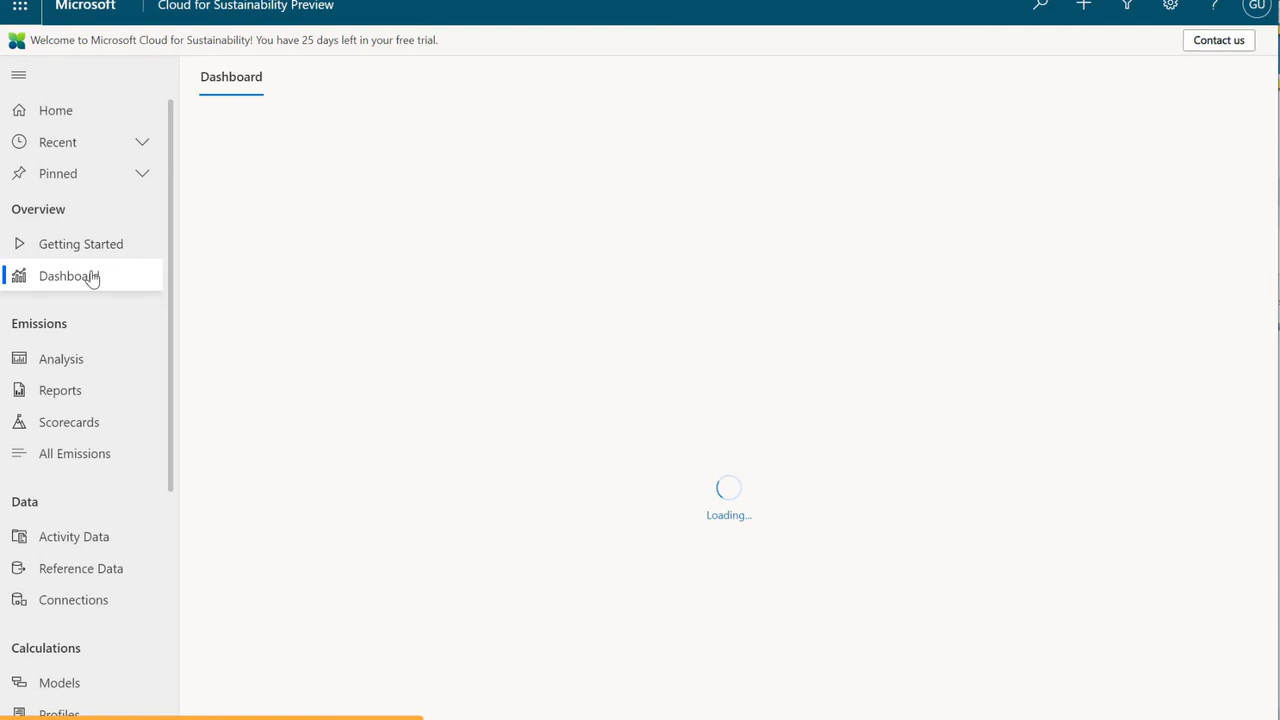 Microsoft
Cloud for Sustainability Preview
GU
Welcome to Microsoft Cloud for Sustainability! You have 25 days left in your free trial.
Contact us
Dashboard
Home
Recent
Pinned
Overview
Getting Started
Dashboard
Emissions
Analysis
Reports
Scorecards
All Emissions
Loading...
Data
Activity Data
Reference Data
Connections
Calculations
Models
Profiles